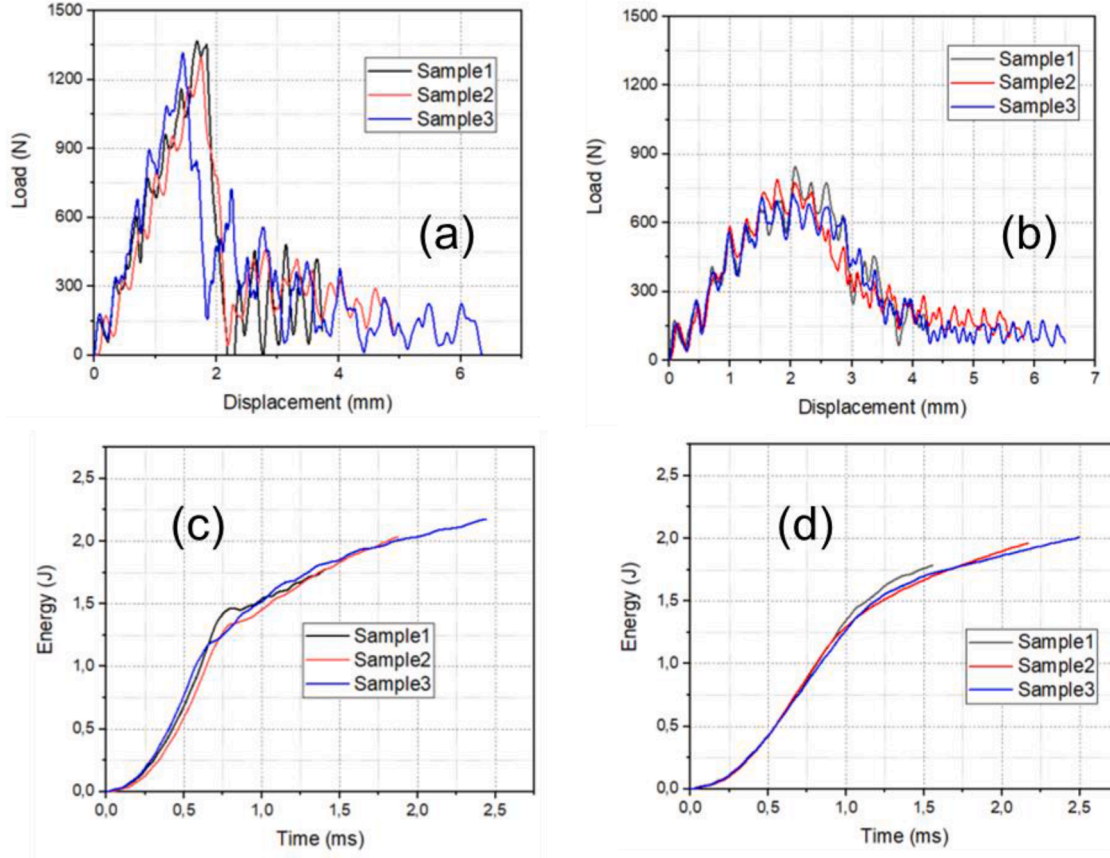 1500
1200
900
600
300
0
Load (N)
Sample1
Sample2
Sample3
(a)
0
2
4
6
Displacement (mm)
1500
1200
900
600
300
0
Load (N)
Sample1
Sample2
Sample3
(b)
0
1
2
3
4
5
6
7
Displacement (mm)
2,5
2,0
1,5
1,0
0,5
0,0
Energy (J)
(c)
Sample1
Sample2
Sample3
0,0
0,5
1,0
1,5
2,0
2,5
Time (ms)
2,5
2,0
1,5
1,0
0,5
0,0
Energy (J)
(d)
Sample1
Sample2
Sample3
0,0
0,5
1,0
1,5
2,0
2,5
Time (ms)